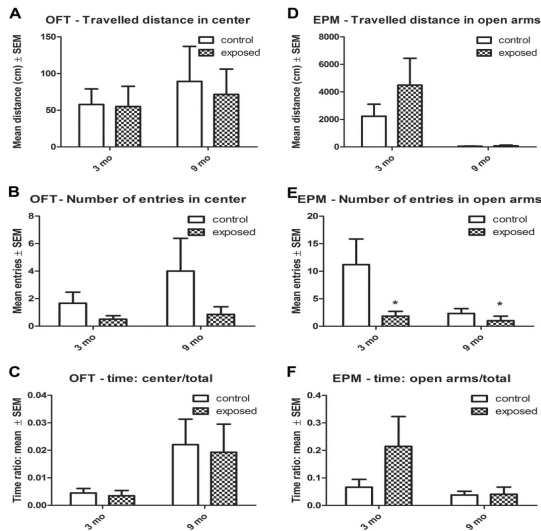 A
OFT - Travelled distance in center
Mean distance (cm) ± SEM
150
100
50
0
control
exposed
3 mo
9 mo
B
OFT- Number of entries in center
Mean entries ± SEM
6
4
2
0
control
exposed
3 mo
9 mo
C
OFT - time: center/total
Time ratio: mean ± SEM
0.04
0.03
0.02
0.01
0.00
control
exposed
3 mo
9 mo
D
EPM - Travelled distance in open arms
Mean distance (cm) ± SEM
8000
6000
4000
2000
0
control
exposed
3 mo
9 mo
E
EPM - Number of entries in open arms
Mean entries ± SEM
20
15
10
5
0
control
exposed
*
*
3 mo
9 mo
F
EPM - time: open arms/total
Time ratio: mean ± SEM
0.4
0.3
0.2
0.1
0.0
control
exposed
3 mo
9 mo